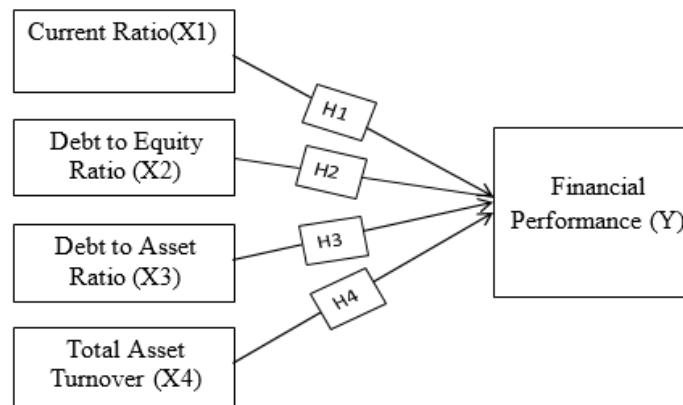 Current Ratio(X1)
H1
Debt to Equity
Ratio (X2)
H2
Financial
Performance (Y)
Debt to Asset
Ratio (X3)
H3
H4
Total Asset
Turnover (X4)